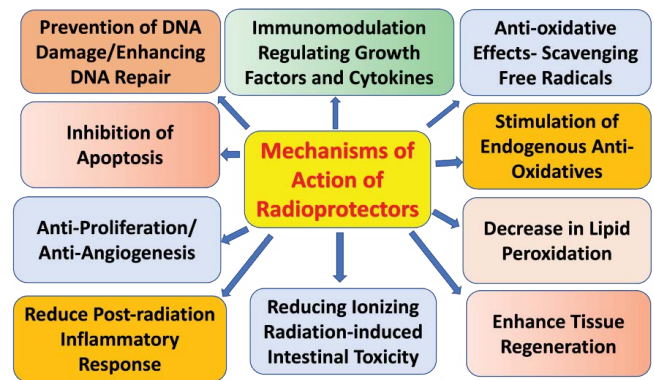 Prevention of DNA
Damage/Enhancing
DNA Repair
Immunomodulation
Regulating Growth
Factors and Cytokines
Anti-oxidative
Effects- Scavenging
Free Radicals
Inhibition of
Apoptosis
Mechanisms of
Action of
Radioprotectors
Stimulation of
Endogenous Anti-
Oxidatives
Anti-Proliferation/
Anti-Angiogenesis
Decrease in Lipid
Peroxidation
Reduce Post-radiation
Inflammatory
Response
Reducing Ionizing
Radiation-induced
Intestinal Toxicity
Enhance Tissue
Regeneration